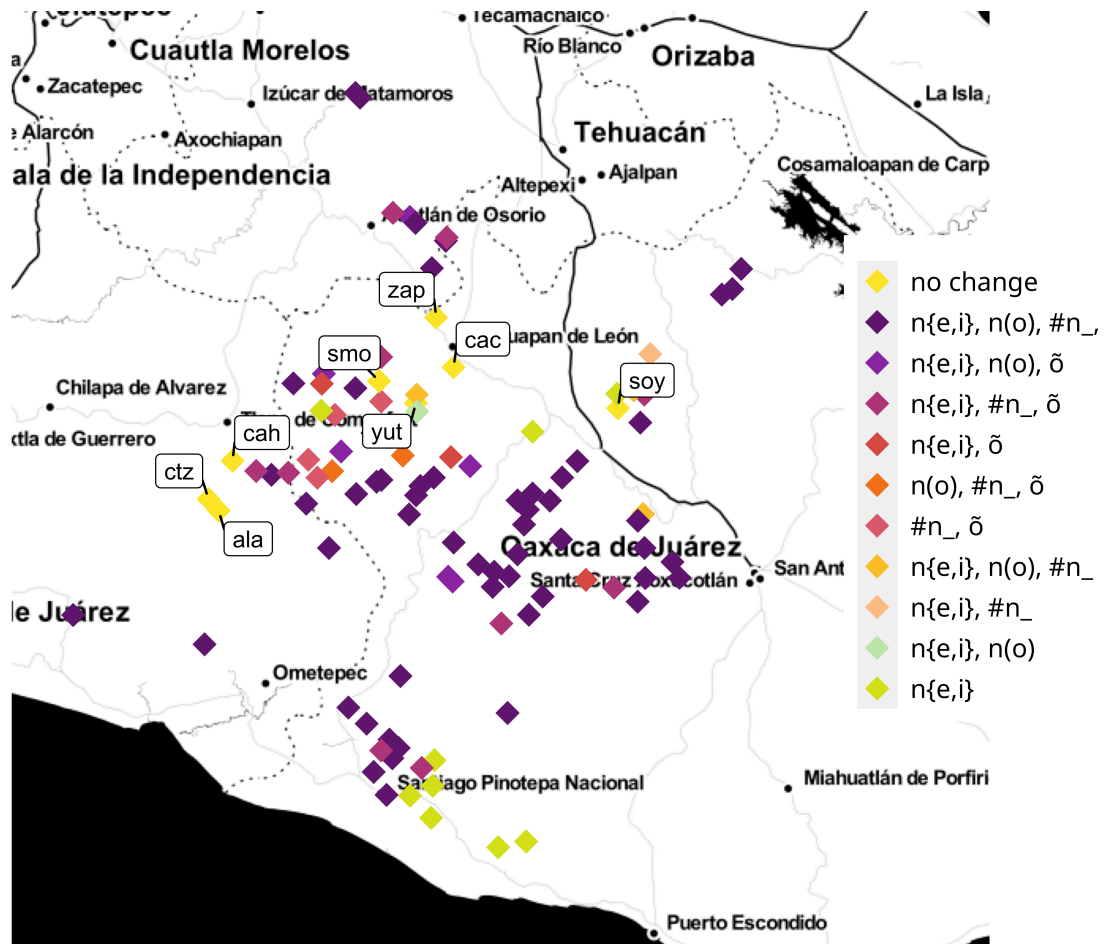 Tecamachalco
Cuautla Morelos
Río Blanco
Orizaba
Zacatepec
Izúcar de Matamoros
La Isla
e Alarcón
Axochiapan
Tehuacán
ala de la Independencia
Altepexi
Ajalpan
Cosamaloapan de Carp
tlán de Osorio
zap
no change
n{e,i}, n(o), #n_,
n{e,i}, n(o), õ
n{e,i}, #n_, õ
n{e,i}, õ
n(o), #n_, õ
#n_, õ
n{e,i}, n(o), #n_
n{e,i}, #n_
n{e,i}, n(o)
n{e,i}
smo
cac
uapan de León
soy
Chilapa de Alvarez
xtla de Guerrero
cah
yut
ctz
ala
Oaxaca de Juárez
Santa Cruz Xoxocotlán
San Ant
le Juárez
Ometepec
Santiago Pinotepa Nacional
Miahuatlán de Porfiri
Puerto Escondido